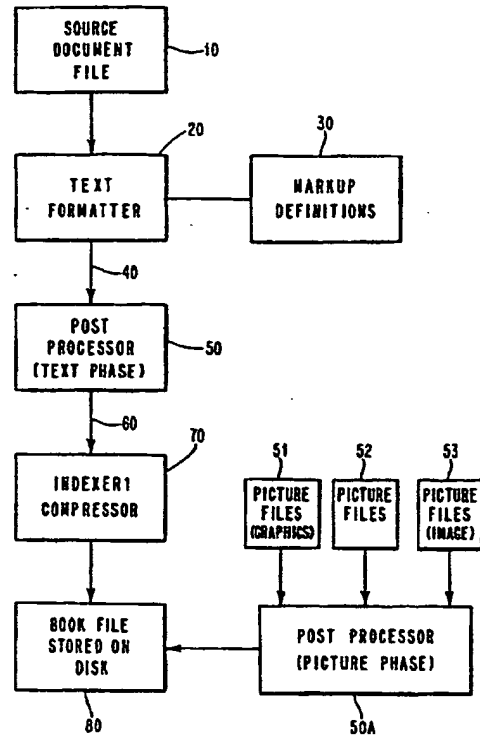 SOURCE
DOCUMENT
FILE
10
20
TEXT
FORMATTER
30
MARKUP
DEFINITIONS
40
POST
PROCESSOR
(TEXT PHASE)
50
60
70
INDEXER1
COMPRESSOR
51
PICTURE
FILES
(GRAPHICS)
52
PICTURE
FILES
53
PICTURE
FILES
(IMAGE)
BOOK FILE
STORED ON
DISK
80
POST PROCESSOR
(PICTURE PHASE)
50A